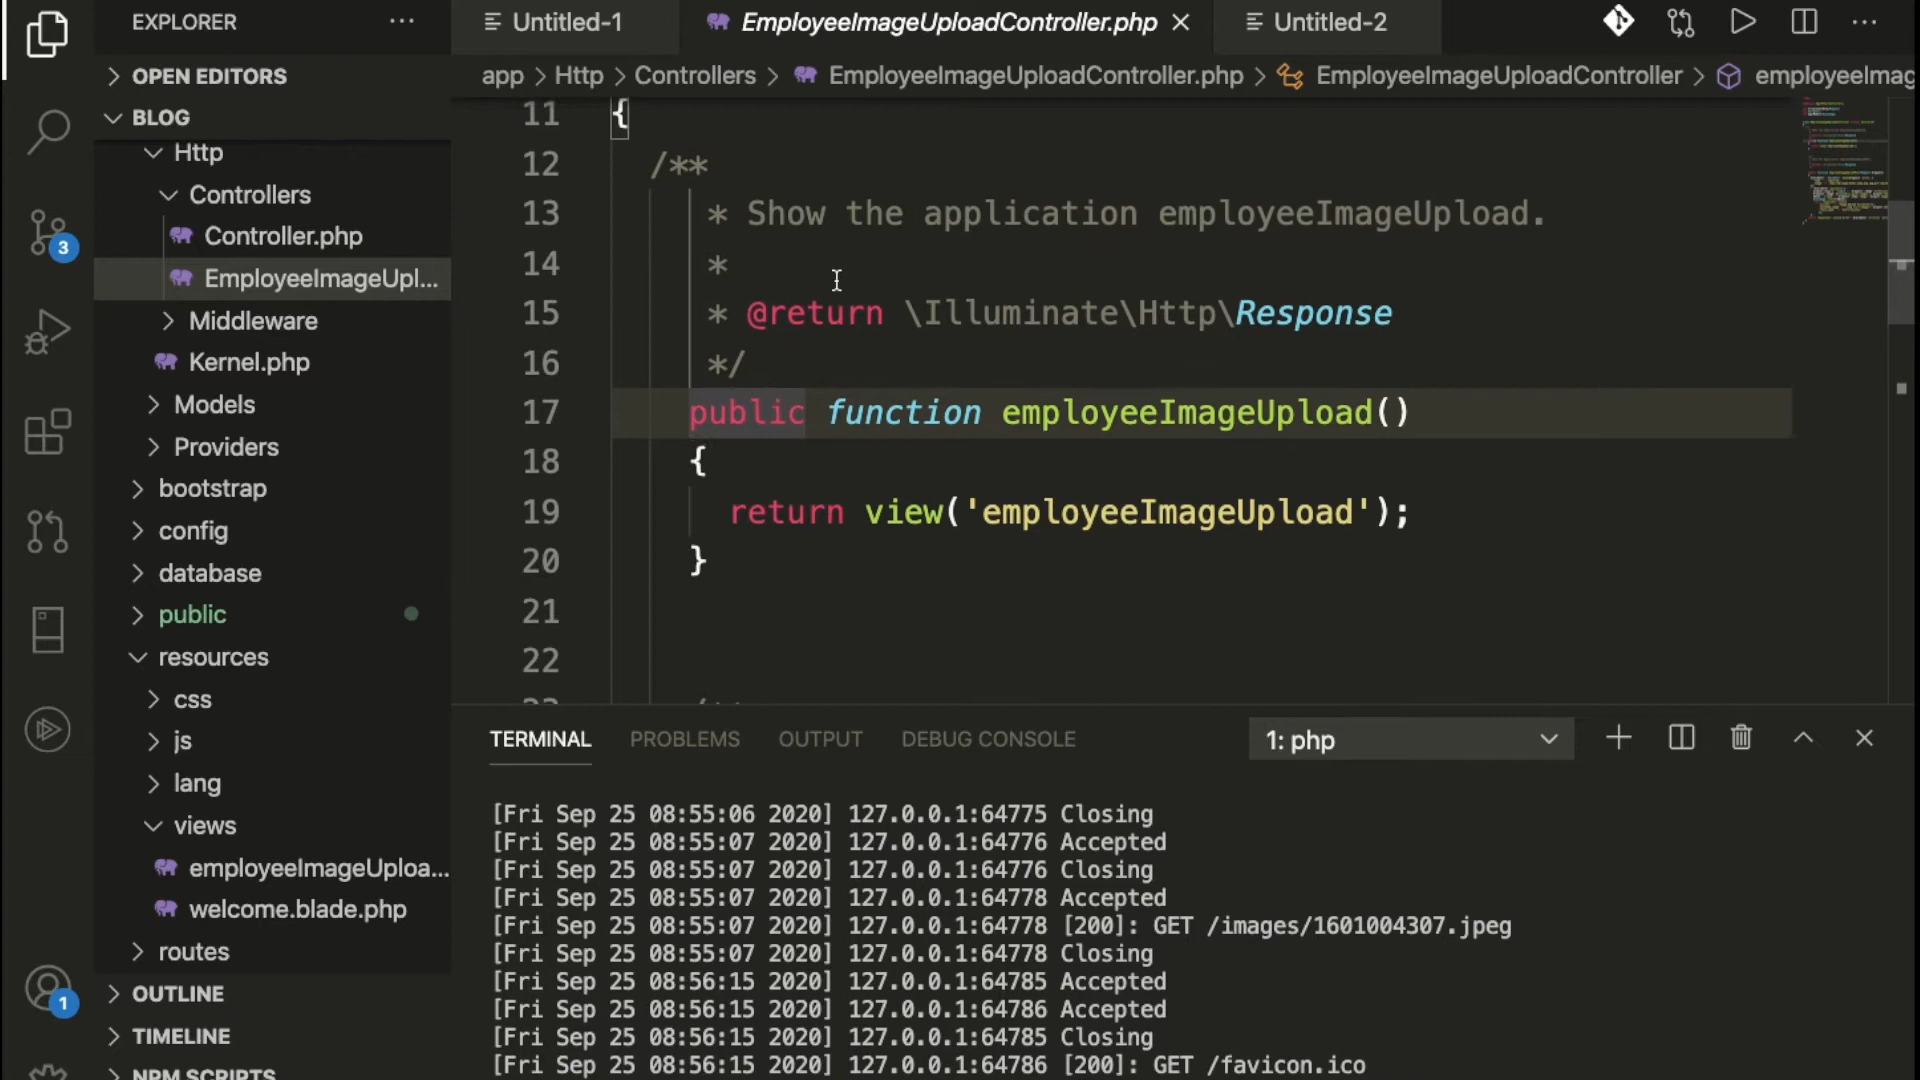 EXPLORER
Untitled-1
EmployeeImageUploadController.php
Untitled-2
OPEN EDITORS
app > Http > Controllers > EmployeeImageUploadController.php > EmployeeImageUploadController > employeeImag
BLOG
Http
Controllers
Controller.php
EmployeeImageUpl...
3
Middleware
Kernel.php
Models
Providers
bootstrap
config
database
public
resources
css
js
lang
views
employeeImageUploa...
welcome.blade.php
routes
1
OUTLINE
TIMELINE
NPM SCRIPTS
11 {
12 /**
13 * Show the application employeeImageUpload.
14 *
15 * @return \Illuminate\Http\Response
16 */
17 public function employeeImageUpload()
18 {
19 return view('employeeImageUpload');
20 }
21
22
TERMINAL PROBLEMS OUTPUT DEBUG CONSOLE 1: php
[Fri Sep 25 08:55:06 2020] 127.0.0.1:64775 Closing
[Fri Sep 25 08:55:07 2020] 127.0.0.1:64776 Accepted
[Fri Sep 25 08:55:07 2020] 127.0.0.1:64776 Closing
[Fri Sep 25 08:55:07 2020] 127.0.0.1:64778 Accepted
[Fri Sep 25 08:55:07 2020] 127.0.0.1:64778 [200]: GET /images/1601004307.jpeg
[Fri Sep 25 08:55:07 2020] 127.0.0.1:64778 Closing
[Fri Sep 25 08:56:15 2020] 127.0.0.1:64785 Accepted
[Fri Sep 25 08:56:15 2020] 127.0.0.1:64786 Accepted
[Fri Sep 25 08:56:15 2020] 127.0.0.1:64785 Closing
[Fri Sep 25 08:56:15 2020] 127.0.0.1:64786 [200]: GET /favicon.ico